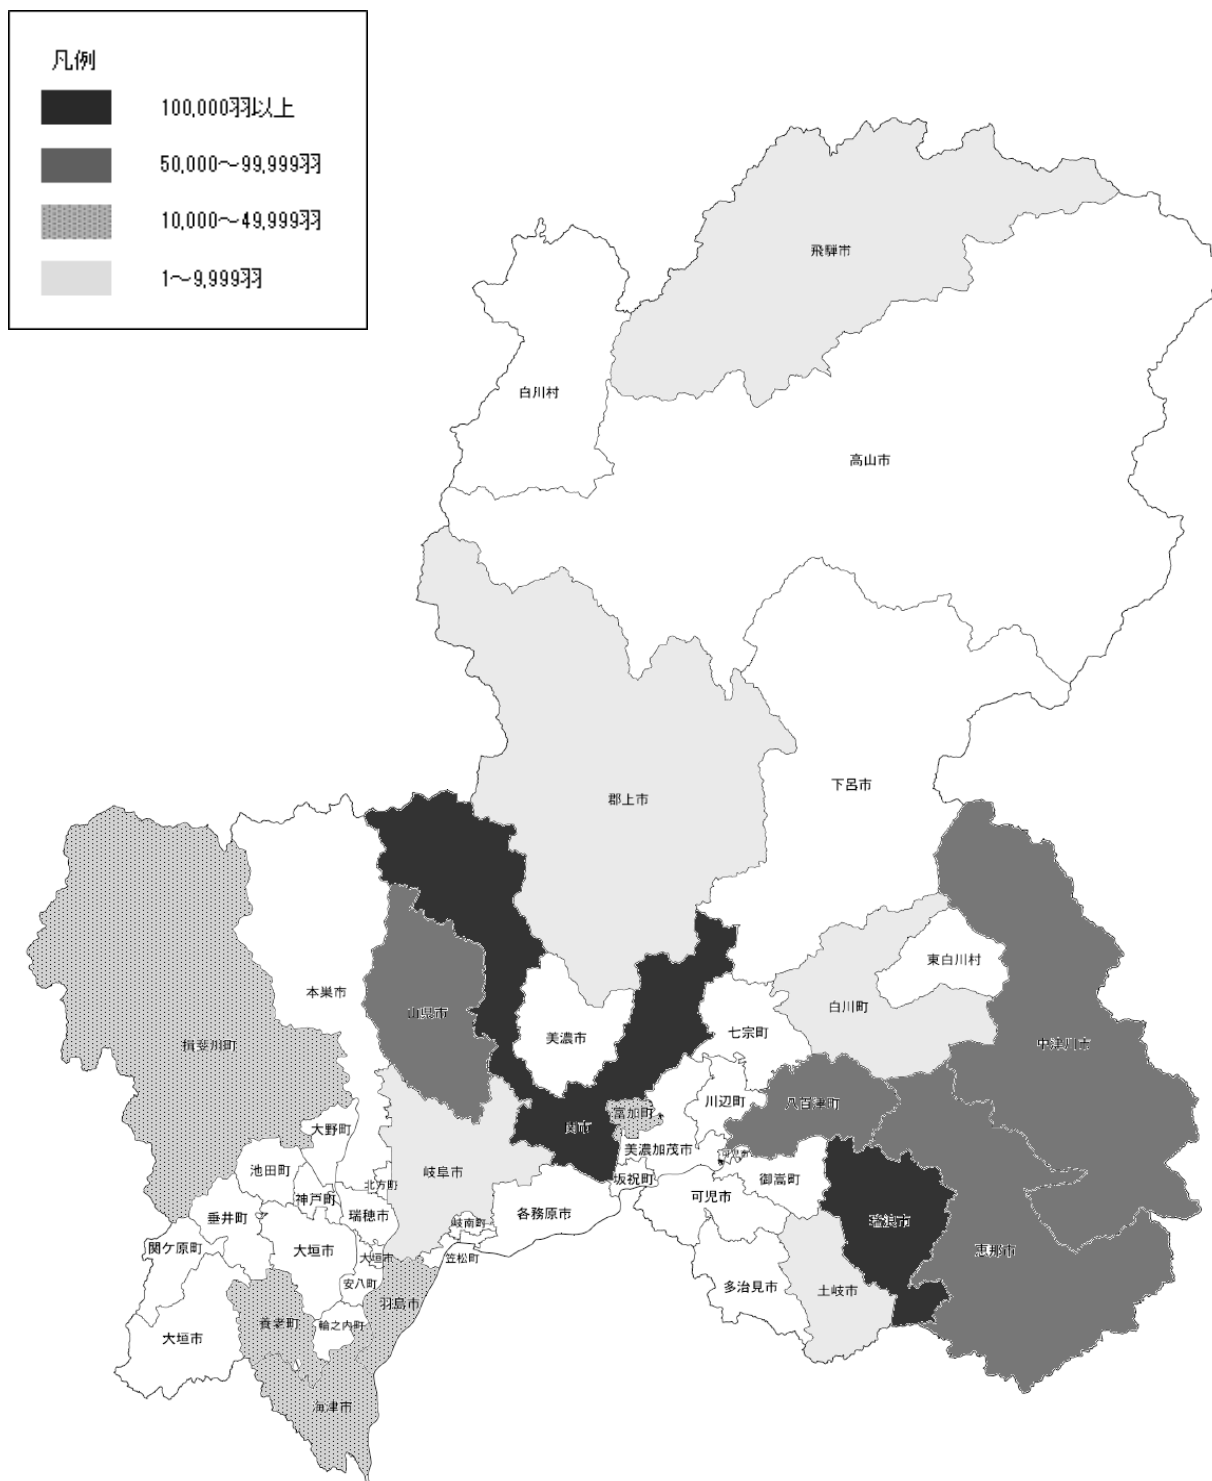 凡例
100,000羽以上
50,000～99,999羽
10,000～49,999羽
1～9,999羽
飛騨市
白川村
高山市
下呂市
郡上市
東白川村
本巣市
白川町
山県市
美濃市
七宗町
中津川市
揖斐川町
川辺町
八百津町
富加町
大野町
関市
美濃加茂市
池田町
岐阜市
坂祝町
御嵩町
北方町
神戸町
可児市
垂井町
瑞穂市
各務原市
瑞浪市
岐南町
関ケ原町
大垣市
大垣市
笠松町
恵那市
安八町
多治見市
土岐市
羽島市
養老町
輪之内町
大垣市
海津市